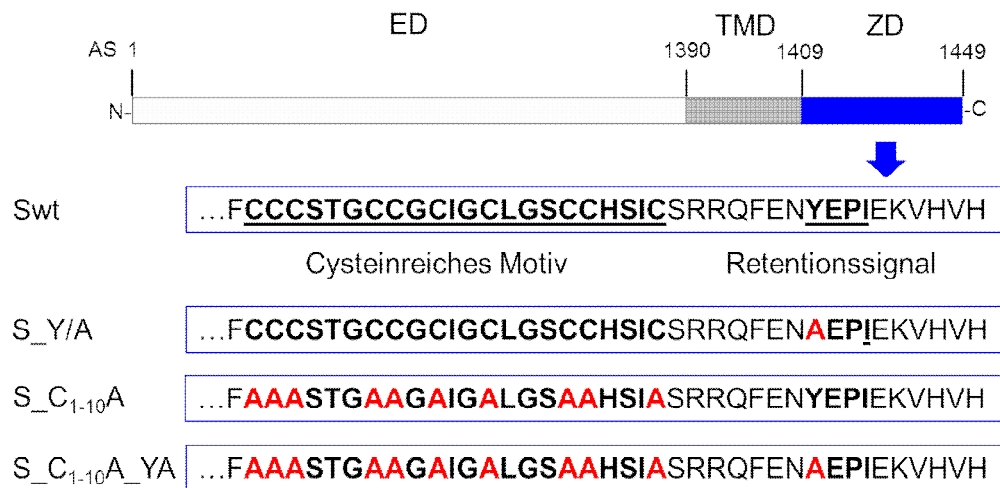 ED TMD ZD
AS 1 1390 1409 1449
N- -C
Swt ...FCCCSTGCCGCIGCLGSCCHSICSRRQFENYEPIEKVHVH
Cysteinreiches Motiv Retentionssignal
S_Y/A ...FCCCSTGCCGCIGCLGSCCHSICSRRQFENAEPIEKVHVH
S_C1-10A ...FAAASTGAAGAIGALGSAAHSIASRRQFENYEPIEKVHVH
S_C1-10A_YA ...FAAASTGAAGAIGALGSAAHSIASRRQFENAEPIEKVHVH